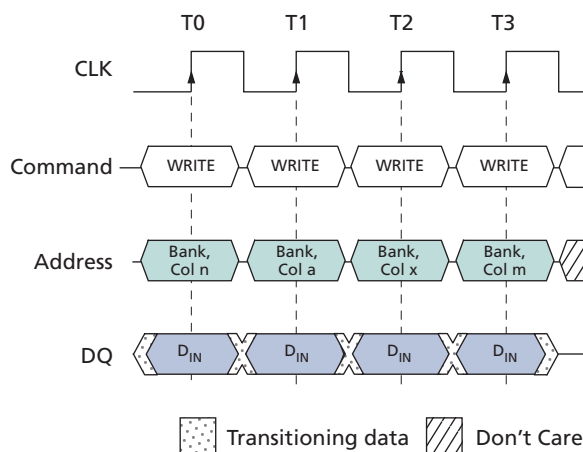 T0 T1 T2 T3
CLK
Command WRITE WRITE WRITE WRITE
Address Bank, Bank, Bank, Bank,
Col n Col a Col x Col m
DQ DIN DIN DIN DIN
Transitioning data Don't Care